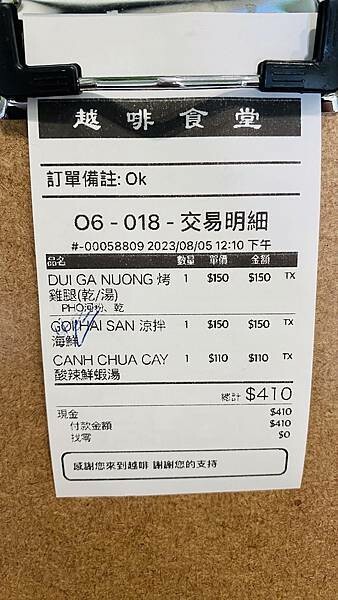 越啡食堂
訂單備註: Ok
O6 - 018 - 交易明細
#-00058809 2023/08/05 12:10 下午
品名 數量 單價 金額
DUI GA NUONG 烤 1 $150 $150 TX
雞腿(乾/湯)
PHO河粉、乾
GOI HAI SAN 涼拌 1 $150 $150 TX
海鮮
CANH CHUA CAY 1 $110 $110 TX
酸辣鮮蝦湯
總計 $410
現金 $410
付款金額 $410
找零 $0
感謝您來到越啡 謝謝您的支持